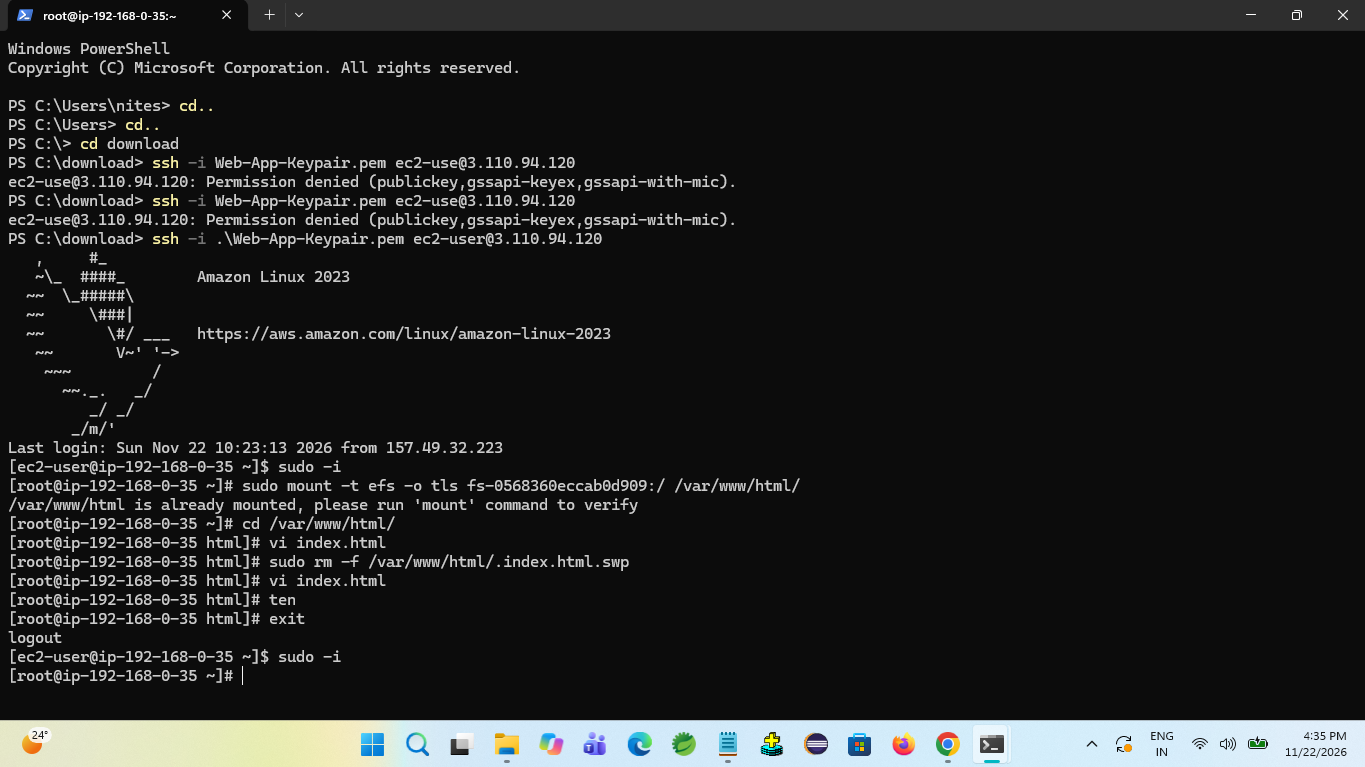 root@ip-192-168-0-35:~
Windows PowerShell
Copyright (C) Microsoft Corporation. All rights reserved.
PS C:\Users\nites> cd..
PS C:\Users> cd..
PS C:\> cd download
PS C:\download> ssh -i Web-App-Keypair.pem ec2-use@3.110.94.120
ec2-use@3.110.94.120: Permission denied (publickey,gssapi-keyex,gssapi-with-mic).
PS C:\download> ssh -i Web-App-Keypair.pem ec2-use@3.110.94.120
ec2-use@3.110.94.120: Permission denied (publickey,gssapi-keyex,gssapi-with-mic).
PS C:\download> ssh -i .\Web-App-Keypair.pem ec2-user@3.110.94.120
   ,     #_
   ~\_  ####_        Amazon Linux 2023
  ~~  \_#####\
  ~~     \###|
  ~~       \#/ ___   https://aws.amazon.com/linux/amazon-linux-2023
   ~~       V~' '->
    ~~~         /
      ~~._.   _/
         _/ _/
       _/m/'
Last login: Sun Nov 22 10:23:13 2026 from 157.49.32.223
[ec2-user@ip-192-168-0-35 ~]$ sudo -i
[root@ip-192-168-0-35 ~]# sudo mount -t efs -o tls fs-0568360eccab0d909:/ /var/www/html/
/var/www/html is already mounted, please run 'mount' command to verify
[root@ip-192-168-0-35 ~]# cd /var/www/html/
[root@ip-192-168-0-35 html]# vi index.html
[root@ip-192-168-0-35 html]# sudo rm -f /var/www/html/.index.html.swp
[root@ip-192-168-0-35 html]# vi index.html
[root@ip-192-168-0-35 html]# ten
[root@ip-192-168-0-35 html]# exit
logout
[ec2-user@ip-192-168-0-35 ~]$ sudo -i
[root@ip-192-168-0-35 ~]#
24°
ENG
IN
4:35 PM
11/22/2026